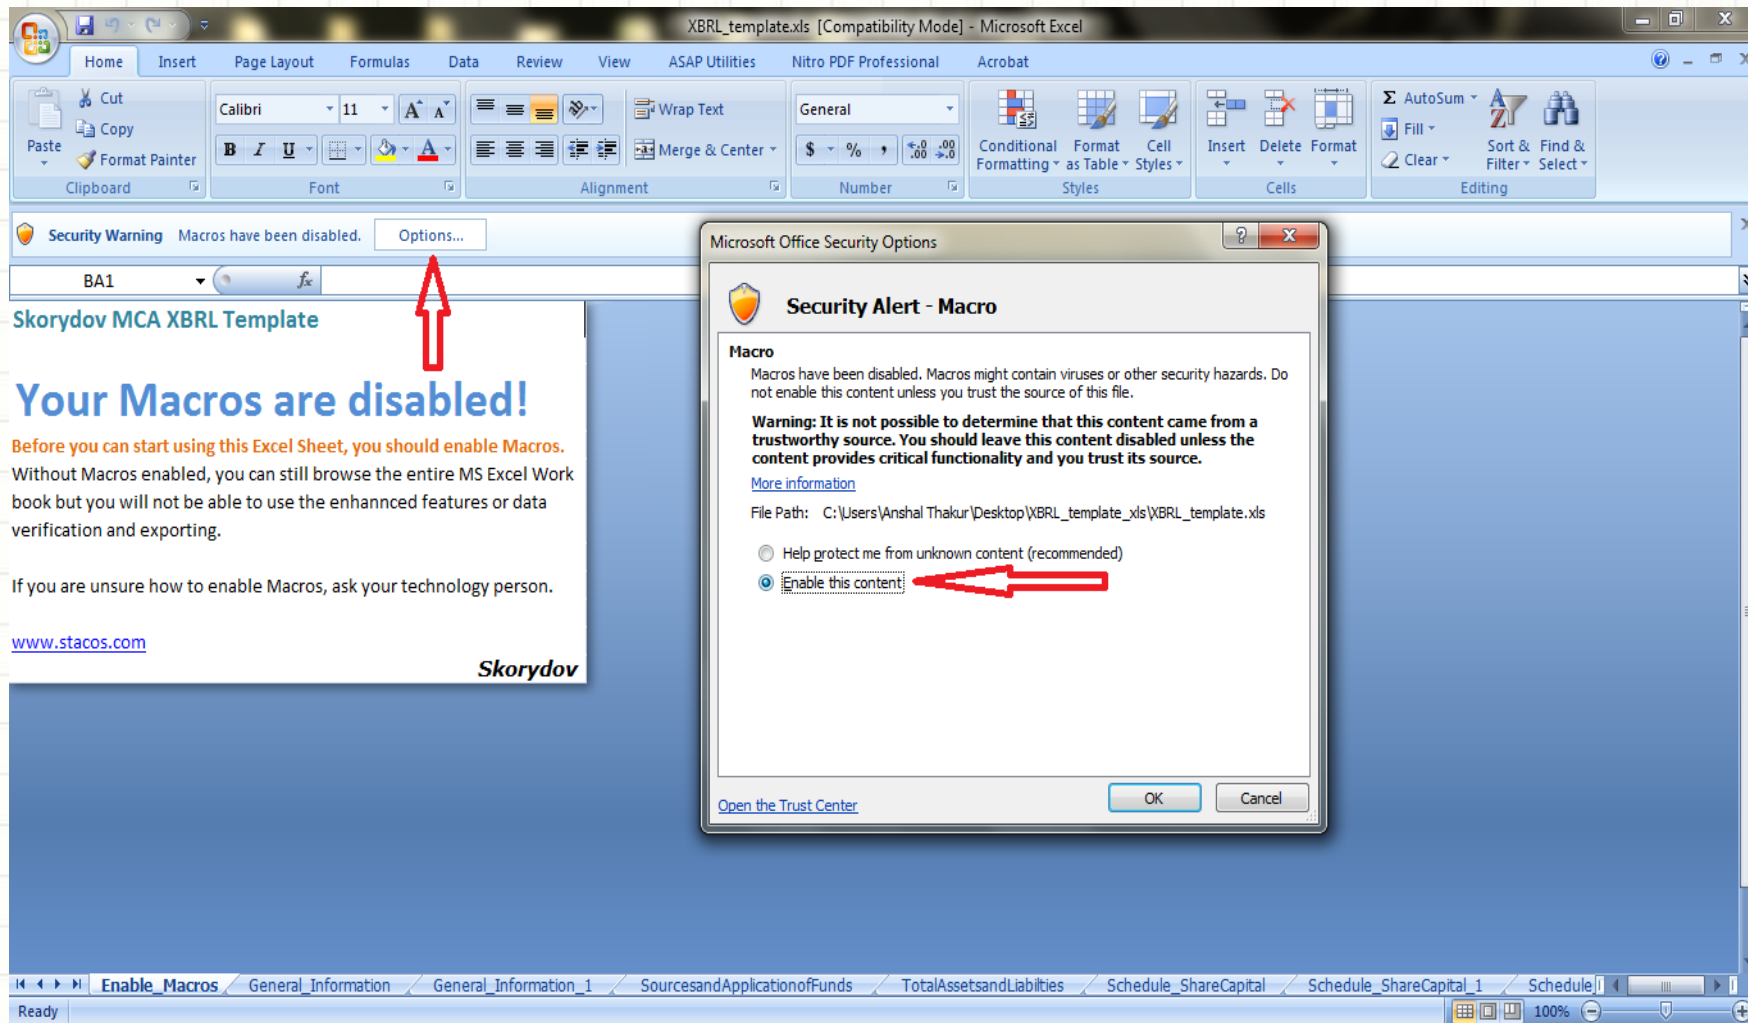 XBRL_template.xls [Compatibility Mode] - Microsoft Excel
Home Insert Page Layout Formulas Data Review View ASAP Utilities Nitro PDF Professional Acrobat
Paste
Cut
Copy
Format Painter
Clipboard
Calibri 11 A A
B I U A
Font
Wrap Text
Merge & Center
Alignment
General
$ % , .0 .00 .00 .0
Number
Conditional Formatting
Format as Table
Cell Styles
Styles
Insert Delete Format
Cells
Σ AutoSum
Fill
Clear
Sort & Filter
Find & Select
Editing
Security Warning Macros have been disabled. Options...
BA1 fx
Skorydov MCA XBRL Template
Your Macros are disabled!
Before you can start using this Excel Sheet, you should enable Macros.
Without Macros enabled, you can still browse the entire MS Excel Work
book but you will not be able to use the enhannced features or data
verification and exporting.
If you are unsure how to enable Macros, ask your technology person.
www.stacos.com
Skorydov
Microsoft Office Security Options
Security Alert - Macro
Macro
Macros have been disabled. Macros might contain viruses or other security hazards. Do
not enable this content unless you trust the source of this file.
Warning: It is not possible to determine that this content came from a
trustworthy source. You should leave this content disabled unless the
content provides critical functionality and you trust its source.
More information
File Path: C:\Users\Anshal Thakur\Desktop\XBRL_template_xls\XBRL_template.xls
Help protect me from unknown content (recommended)
Enable this content
Open the Trust Center
OK Cancel
Enable_Macros General_Information General_Information_1 SourcesandApplicationofFunds TotalAssetsandLiabilties Schedule_ShareCapital Schedule_ShareCapital_1 Schedule
Ready 100%